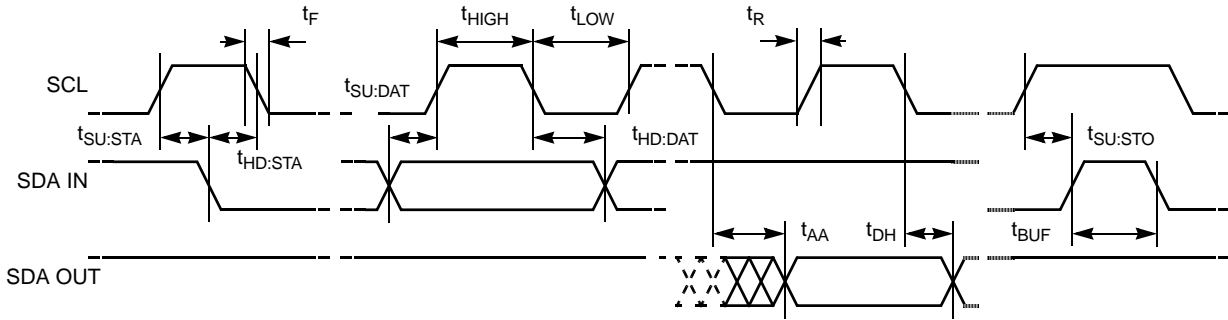 tF
tHIGH
tLOW
tR
SCL
tSU:DAT
tSU:STA
tHD:STA
tHD:DAT
tSU:STO
SDA IN
tAA
tDH
tBUF
SDA OUT